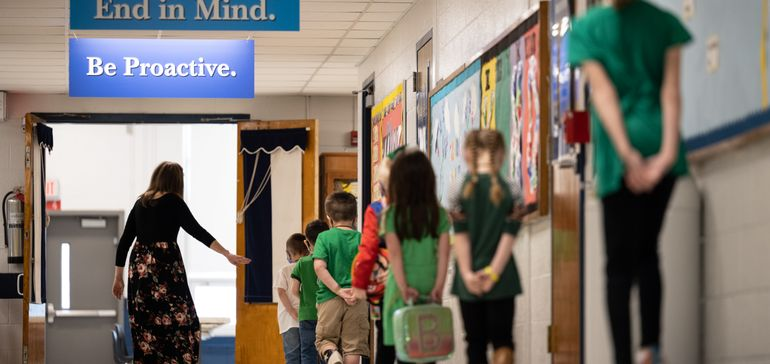 End in Mind.
Be Proactive.
B